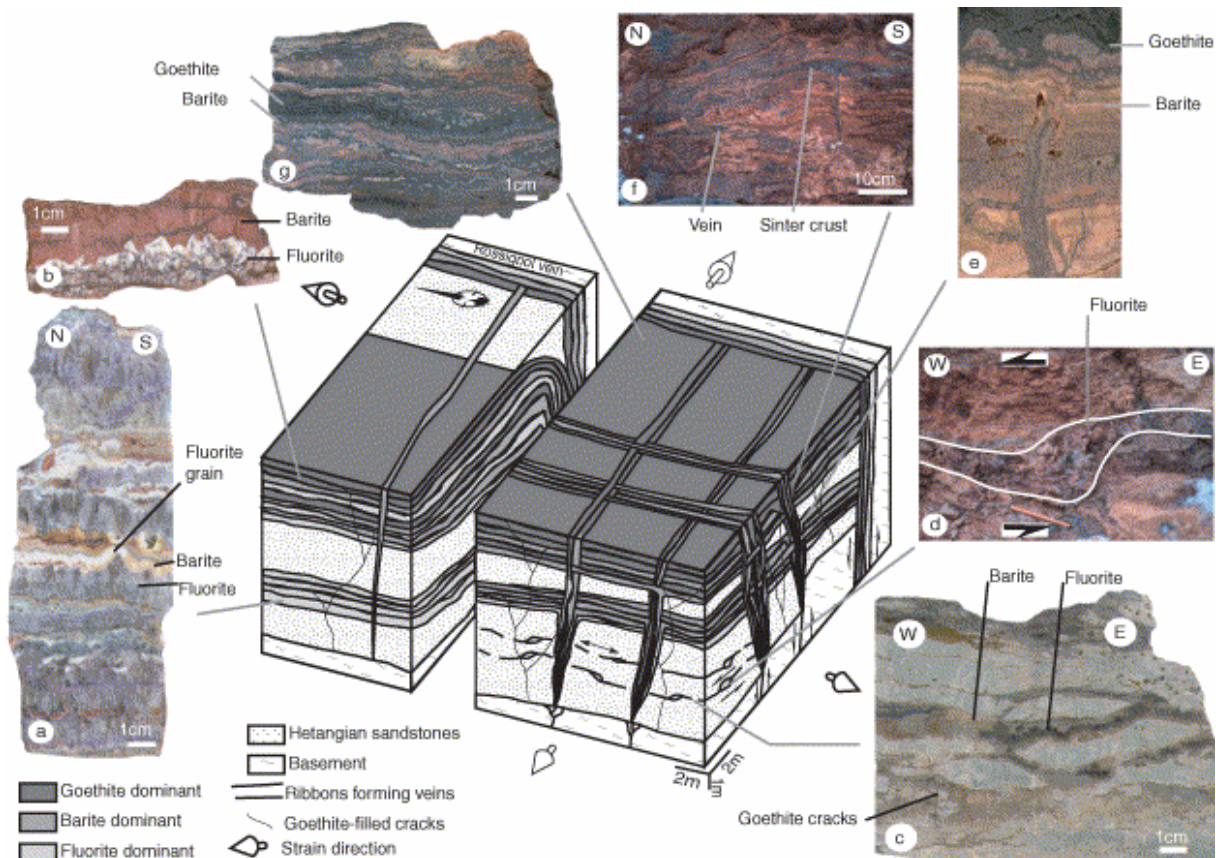 Goethite
Barite
g
1cm
N
S
f
10cm
Vein
Sinter crust
Goethite
Barite
e
1cm
Barite
Fluorite
b
Rossignol vein
N
S
Fluorite
grain
Barite
Fluorite
a
1cm
Fluorite
W
E
d
Barite
Fluorite
W
E
Goethite cracks
c
1cm
2m
2m
1m
Hetangian sandstones
Basement
Ribbons forming veins
Goethite-filled cracks
Strain direction
Goethite dominant
Barite dominant
Fluorite dominant